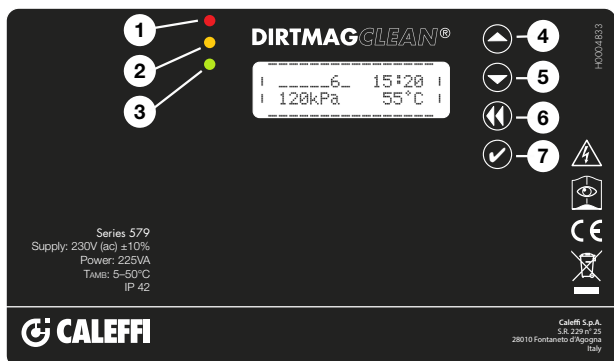 1
2
3
DIRTMAGCLEAN®
_____6_ 15:20
120kPa 55°C
4
5
6
7
H0004833
Series 579
Supply: 230V (ac) ±10%
Power: 225VA
TAMB: 5–50°C
IP 42
CE
CALEFFI
Caleffi S.p.A.
S.R. 229 n° 25
28010 Fontaneto d'Agogna
Italy